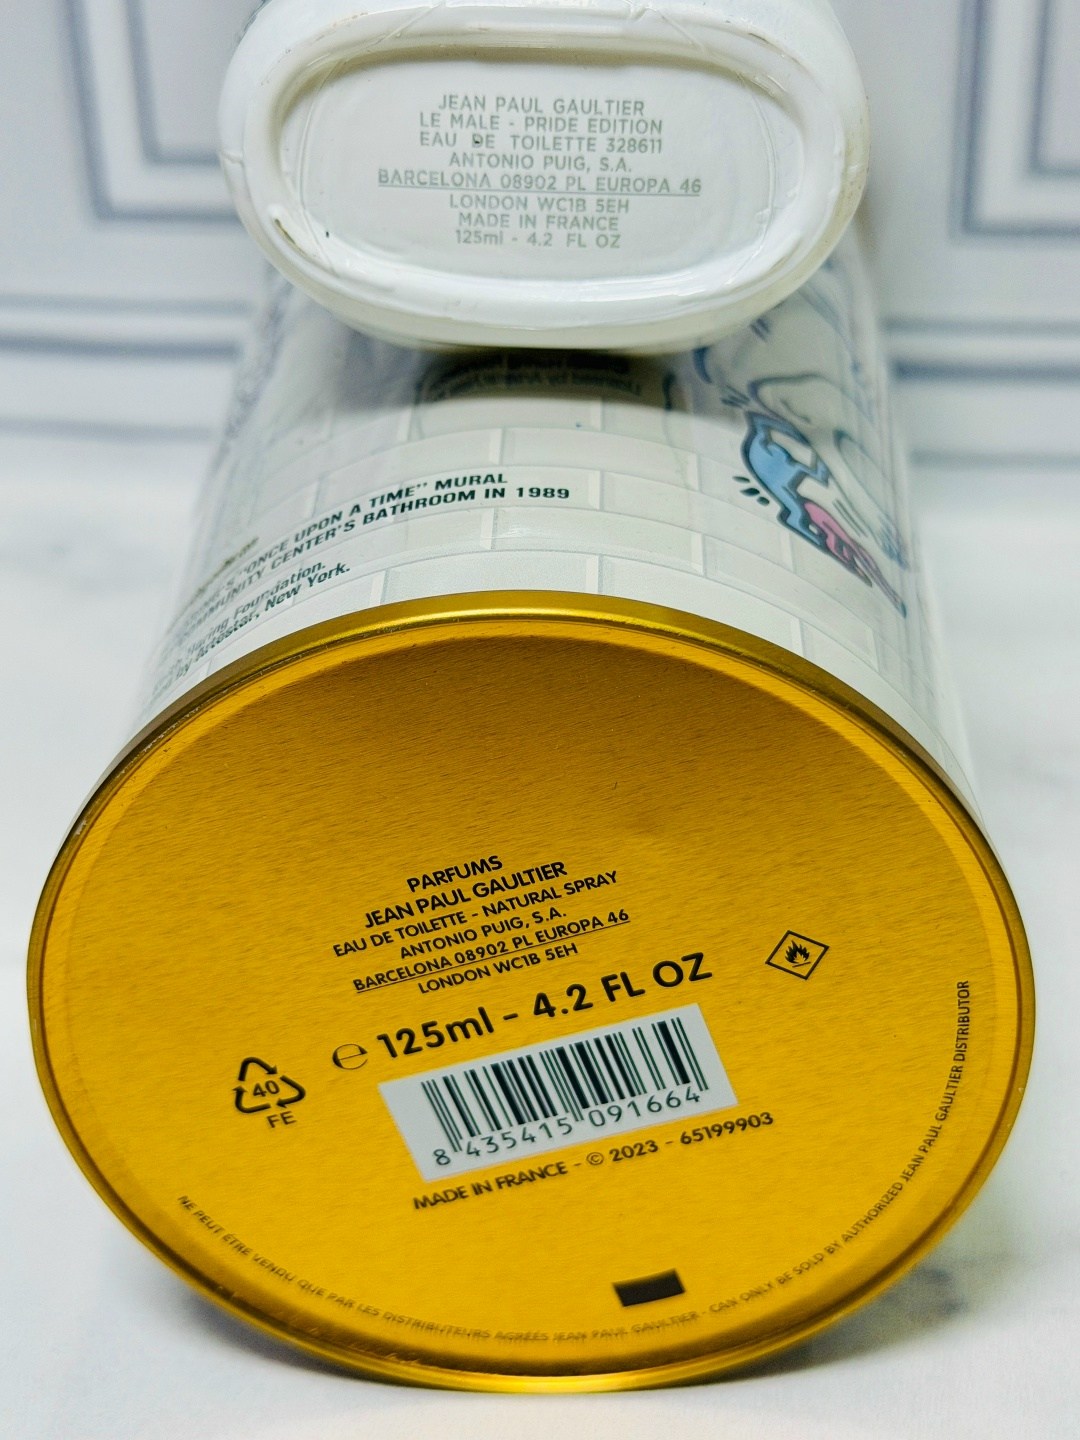 JEAN PAUL GAULTIER
LE MALE - PRIDE EDITION
EAU DE TOILETTE 328611
ANTONIO PUIG, S.A.
BARCELONA 08902 PL EUROPA 46
LONDON WC1B 5EH
MADE IN FRANCE
125ml - 4.2 FL OZ
"ONCE UPON A TIME" MURAL
COMMUNITY CENTER'S BATHROOM IN 1989
Haring Foundation.
by Artestar, New York.
PARFUMS
JEAN PAUL GAULTIER
EAU DE TOILETTE - NATURAL SPRAY
ANTONIO PUIG, S.A.
BARCELONA 08902 PL EUROPA 46
LONDON WC1B 5EH
℮ 125ml - 4.2 FL OZ
40
FE
8 435415 091664
MADE IN FRANCE - © 2023 - 65199903
NE PEUT ÊTRE VENDU QUE PAR LES DISTRIBUTEURS AGRÉÉS JEAN PAUL GAULTIER - CAN ONLY BE SOLD BY AUTHORIZED JEAN PAUL GAULTIER DISTRIBUTOR